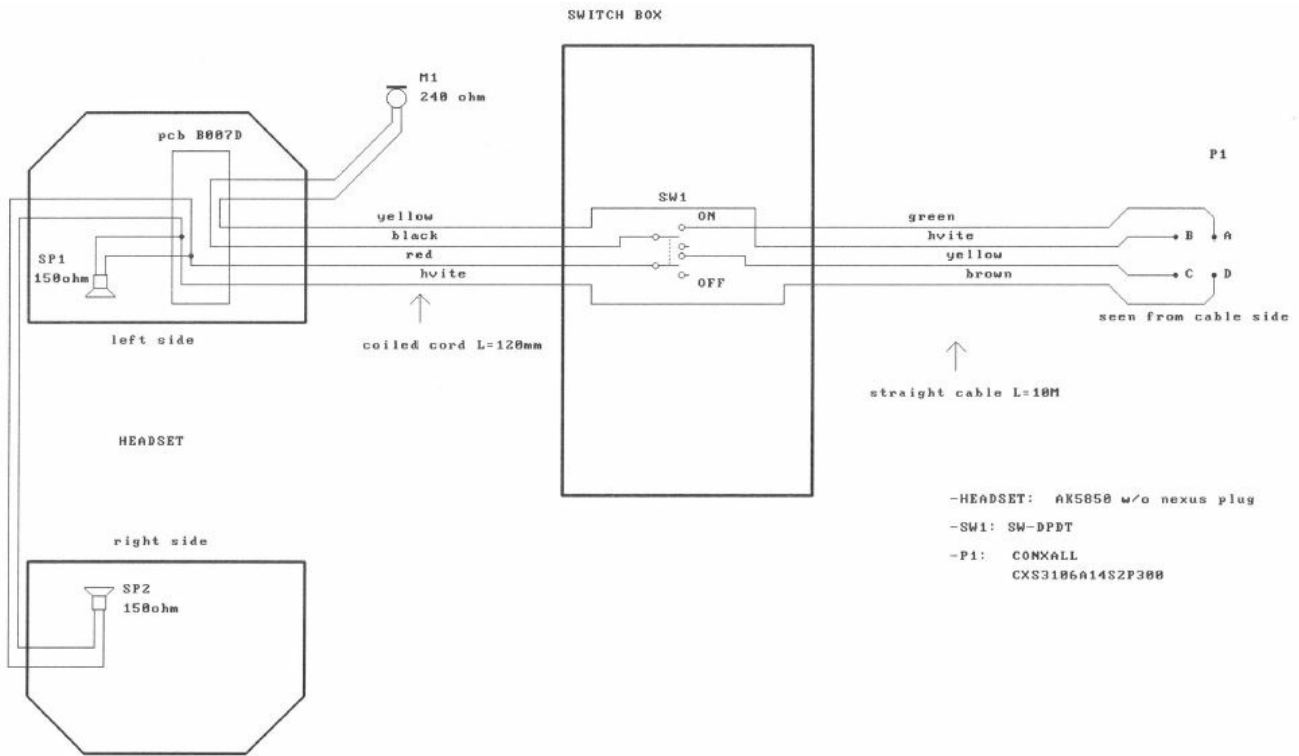 SWITCH BOX
M1
240 ohm
pcb B007D
P1
SW1
ON
yellow
green
black
hvite
B
A
red
yellow
SP1
150ohm
hvite
OFF
brown
C
D
seen from cable side
left side
coiled cord L=120mm
straight cable L=10M
HEADSET
-HEADSET: AK5850 w/o nexus plug
-SW1: SW-DPDT
-P1: CONXALL
CXS3106A14S2P300
right side
SP2
150ohm